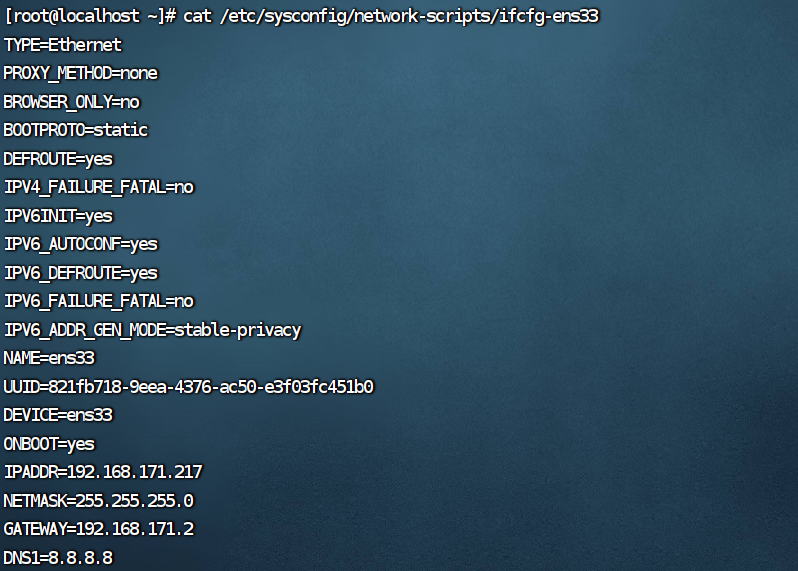 [root@localhost ~]# cat /etc/sysconfig/network-scripts/ifcfg-ens33
TYPE=Ethernet
PROXY_METHOD=none
BROWSER_ONLY=no
BOOTPROTO=static
DEFROUTE=yes
IPV4_FAILURE_FATAL=no
IPV6INIT=yes
IPV6_AUTOCONF=yes
IPV6_DEFROUTE=yes
IPV6_FAILURE_FATAL=no
IPV6_ADDR_GEN_MODE=stable-privacy
NAME=ens33
UUID=821fb718-9eea-4376-ac50-e3f03fc451b0
DEVICE=ens33
ONBOOT=yes
IPADDR=192.168.171.217
NETMASK=255.255.255.0
GATEWAY=192.168.171.2
DNS1=8.8.8.8